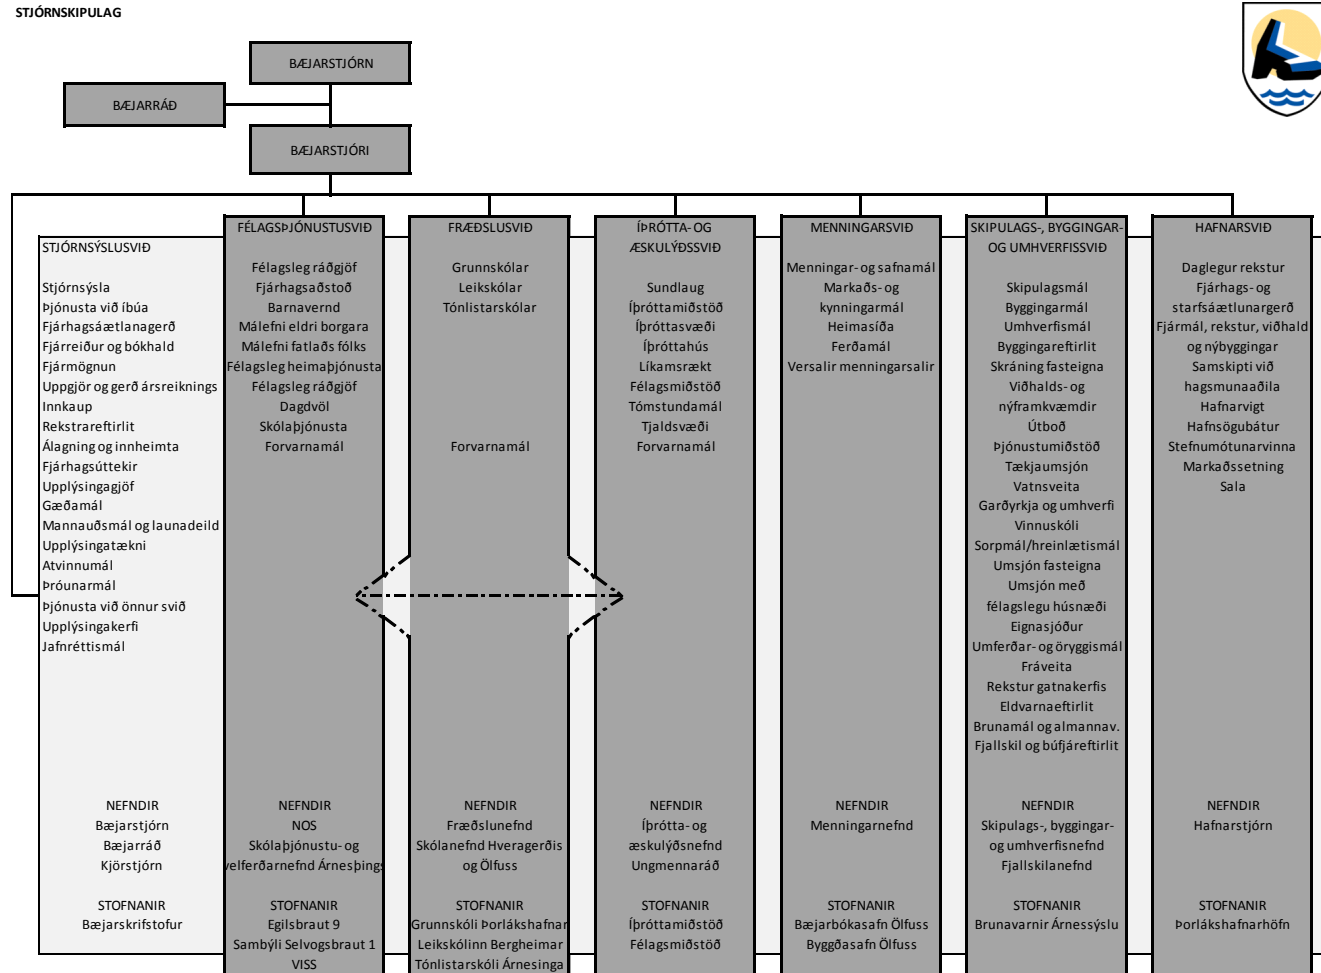 STJÓRNSKIPULAG
BÆJARSTJÓRN
BÆJARRÁÐ
BÆJARSTJÓRI
STJÓRNSÝSLUSVIÐ
Stjórnsýsla
Þjónusta við íbúa
Fjárhagsáætlanagerð
Fjárreiður og bókhald
Fjármögnun
Uppgjör og gerð ársreiknings
Innkaup
Rekstrareftirlit
Álagning og innheimta
Fjárhagsúttekir
Upplýsingagjöf
Gæðamál
Mannauðsmál og launadeild
Upplýsingatækni
Atvinnumál
Þróunarmál
Þjónusta við önnur svið
Upplýsingakerfi
Jafnréttismál
NEFNDIR
Bæjarstjórn
Bæjarráð
Kjörstjórn
STOFNANIR
Bæjarskrifstofur
FÉLAGSÞJÓNUSTUSVIÐ
Félagsleg ráðgjöf
Fjárhagsaðstoð
Barnavernd
Málefni eldri borgara
Málefni fatlaðs fólks
Félagsleg heimaþjónusta
Félagsleg ráðgjöf
Dagdvöl
Skólaþjónusta
Forvarnamál
NEFNDIR
NOS
Skólaþjónustu- og
velferðarnefnd Árnesþings
STOFNANIR
Egilsbraut 9
Sambýli Selvogsbraut 1
VISS
FRÆÐSLUSVIÐ
Grunnskólar
Leikskólar
Tónlistarskólar
Forvarnamál
NEFNDIR
Fræðslunefnd
Skólanefnd Hveragerðis
og Ölfuss
STOFNANIR
Grunnskóli Þorlákshafnar
Leikskólinn Bergheimar
Tónlistarskóli Árnesinga
ÍÞRÓTTA- OG
ÆSKULÝÐSSVIÐ
Sundlaug
Íþróttamiðstöð
Íþróttasvæði
Íþróttahús
Líkamsrækt
Félagsmiðstöð
Tómstundamál
Tjaldsvæði
Forvarnamál
NEFNDIR
Íþrótta- og
æskulýðsnefnd
Ungmennaráð
STOFNANIR
Íþróttamiðstöð
Félagsmiðstöð
MENNINGARSVIÐ
Menningar- og safnamál
Markaðs- og
kynningarmál
Heimasíða
Ferðamál
Versalir menningarsalir
NEFNDIR
Menningarnefnd
STOFNANIR
Bæjarbókasafn Ölfuss
Byggðasafn Ölfuss
SKIPULAGS-, BYGGINGAR-
OG UMHVERFISSVIÐ
Skipulagsmál
Byggingarmál
Umhverfismál
Byggingareftirlit
Skráning fasteigna
Viðhalds- og
nýframkvæmdir
Útboð
Þjónustumiðstöð
Tækjaumsjón
Vatnsveita
Garðyrkja og umhverfi
Vinnuskóli
Sorpmál/hreinlætismál
Umsjón fasteigna
Umsjón með
félagslegu húsnæði
Eignasjóður
Umferðar- og öryggismál
Fráveita
Rekstur gatnakerfis
Eldvarnaeftirlit
Brunamál og almannav.
Fjallskil og búfjáreftirlit
NEFNDIR
Skipulags-, byggingar-
og umhverfisnefnd
Fjallskilanefnd
STOFNANIR
Brunavarnir Árnessýslu
HAFNARSVIÐ
Daglegur rekstur
Fjárhags- og
starfsáætlunargerð
Fjármál, rekstur, viðhald
og nýbyggingar
Samskipti við
hagsmunaaðila
Hafnarvigt
Hafnsögubátur
Stefnumótunarvinna
Markaðssetning
Sala
NEFNDIR
Hafnarstjórn
STOFNANIR
Þorlákshafnarhöfn